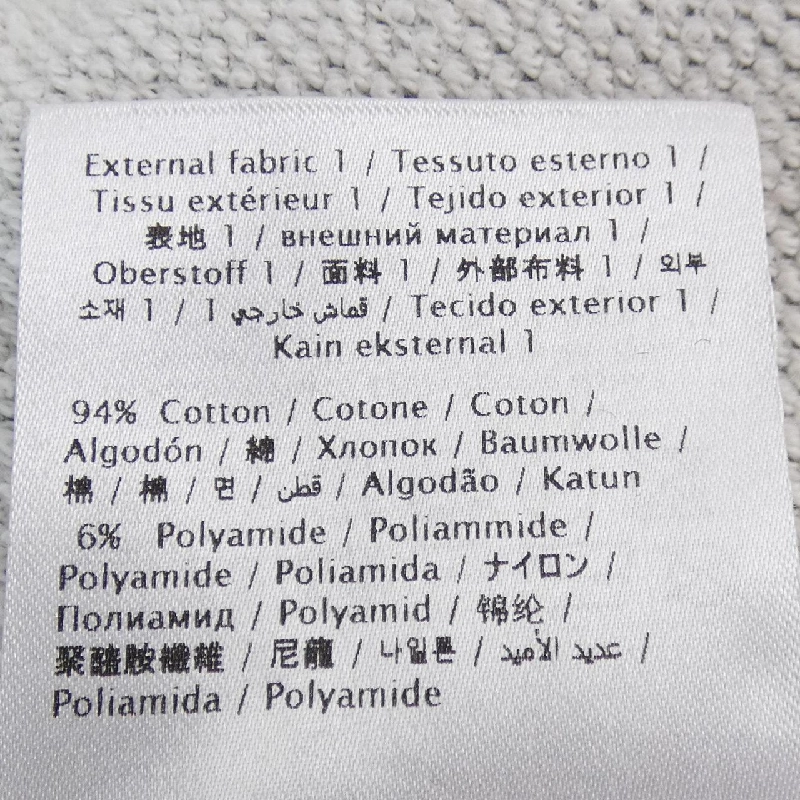 External fabric 1 / Tessuto esterno 1 /
Tissu extérieur 1 / Tejido exterior 1 /
表地 1 / внешний материал 1 /
Oberstoff 1 / 面料 1 / 外部布料 1 / 외부
소재 1 / قماش خارجي 1 / Tecido exterior 1 /
Kain eksternal 1
94% Cotton / Cotone / Coton /
Algodón / 綿 / Хлопок / Baumwolle /
棉 / 棉 / 면 / قطن / Algodão / Katun
6% Polyamide / Poliammide /
Polyamide / Poliamida / ナイロン /
Полиамид / Polyamid / 锦纶 /
聚醯胺纖維 / 尼龍 / 나일론 / عديد الأميد /
Poliamida / Polyamide